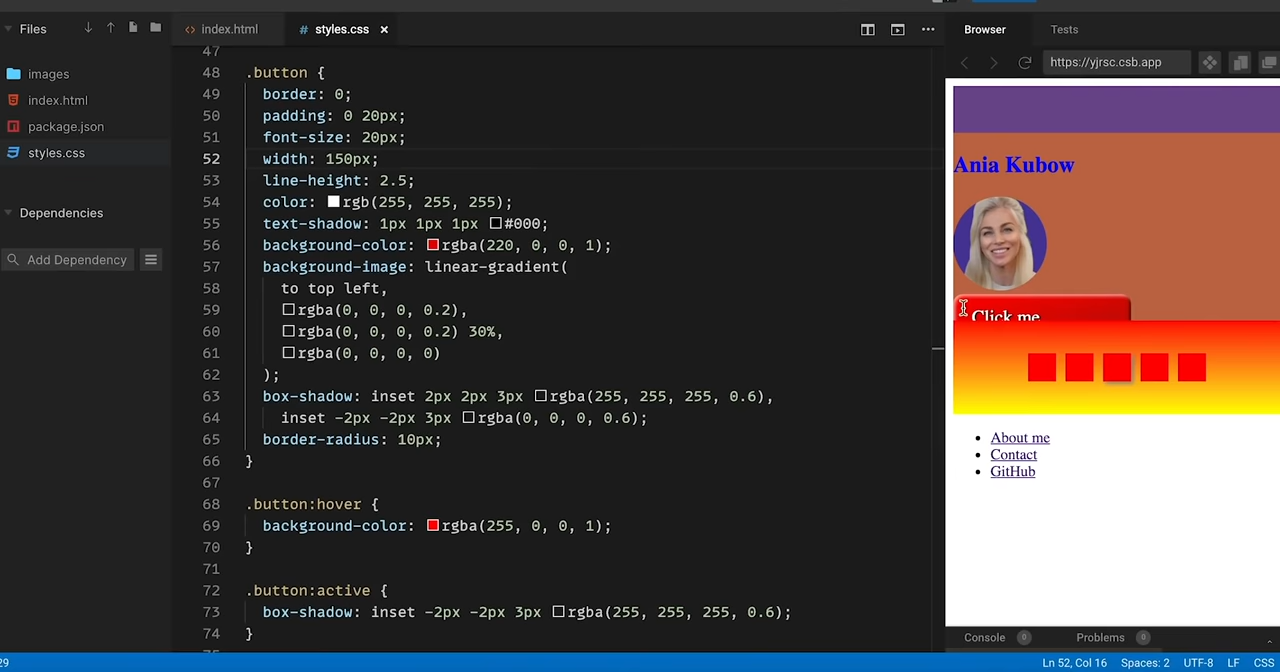 Files
index.html
styles.css
Browser
Tests
https://yjrsc.csb.app
images
index.html
package.json
styles.css
Dependencies
Add Dependency
47
48 .button {
49 border: 0;
50 padding: 0 20px;
51 font-size: 20px;
52 width: 150px;
53 line-height: 2.5;
54 color: rgb(255, 255, 255);
55 text-shadow: 1px 1px 1px #000;
56 background-color: rgba(220, 0, 0, 1);
57 background-image: linear-gradient(
58 to top left,
59 rgba(0, 0, 0, 0.2),
60 rgba(0, 0, 0, 0.2) 30%,
61 rgba(0, 0, 0, 0)
62 );
63 box-shadow: inset 2px 2px 3px rgba(255, 255, 255, 0.6),
64 inset -2px -2px 3px rgba(0, 0, 0, 0.6);
65 border-radius: 10px;
66 }
67
68 .button:hover {
69 background-color: rgba(255, 0, 0, 1);
70 }
71
72 .button:active {
73 box-shadow: inset -2px -2px 3px rgba(255, 255, 255, 0.6);
74 }
Ania Kubow
Click me
About me
Contact
GitHub
Console 0
Problems 0
29
Ln 52, Col 16
Spaces: 2
UTF-8
LF
CSS